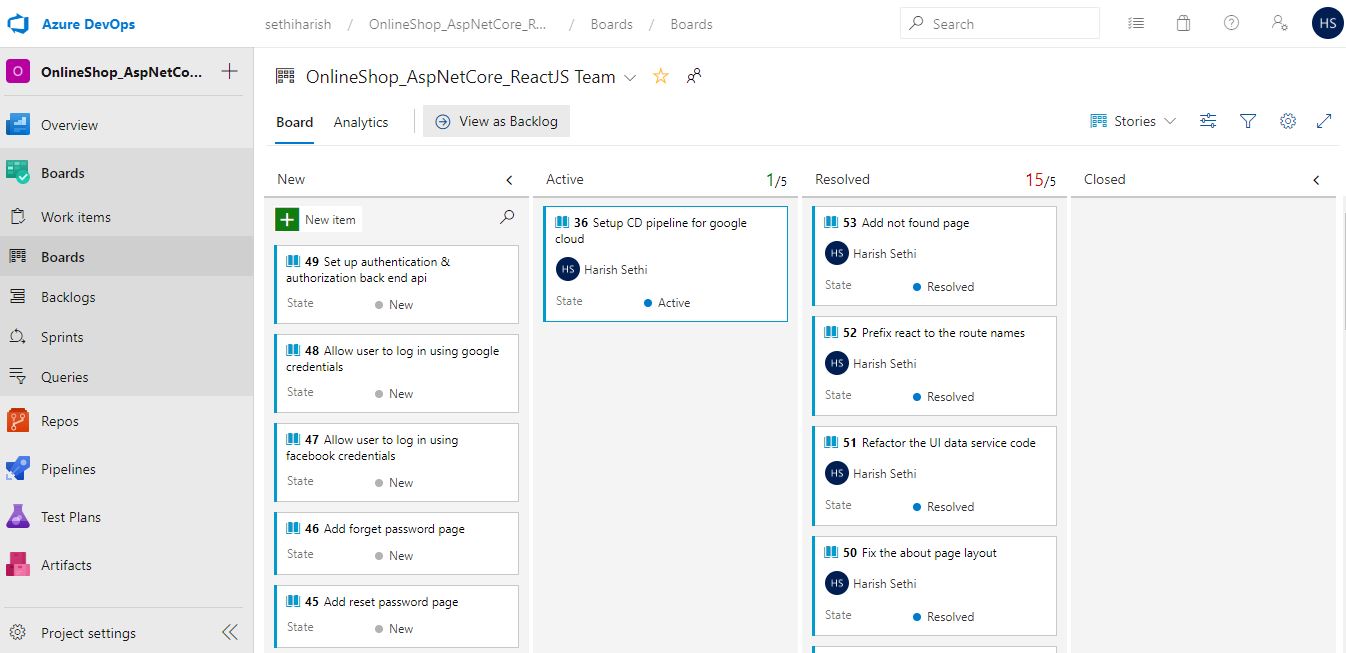 Azure DevOps
sethiharish / OnlineShop_AspNetCore_R... / Boards / Boards
Search
HS
O OnlineShop_AspNetCo...
Overview
Boards
Work items
Boards
Backlogs
Sprints
Queries
Repos
Pipelines
Test Plans
Artifacts
Project settings
OnlineShop_AspNetCore_ReactJS Team
Board Analytics View as Backlog
Stories
New
New item
49 Set up authentication &
authorization back end api
State New
48 Allow user to log in using google
credentials
State New
47 Allow user to log in using
facebook credentials
State New
46 Add forget password page
State New
45 Add reset password page
State New
Active 1/5
36 Setup CD pipeline for google
cloud
HS Harish Sethi
State Active
Resolved 15/5
53 Add not found page
HS Harish Sethi
State Resolved
52 Prefix react to the route names
HS Harish Sethi
State Resolved
51 Refactor the UI data service code
HS Harish Sethi
State Resolved
50 Fix the about page layout
HS Harish Sethi
State Resolved
Closed